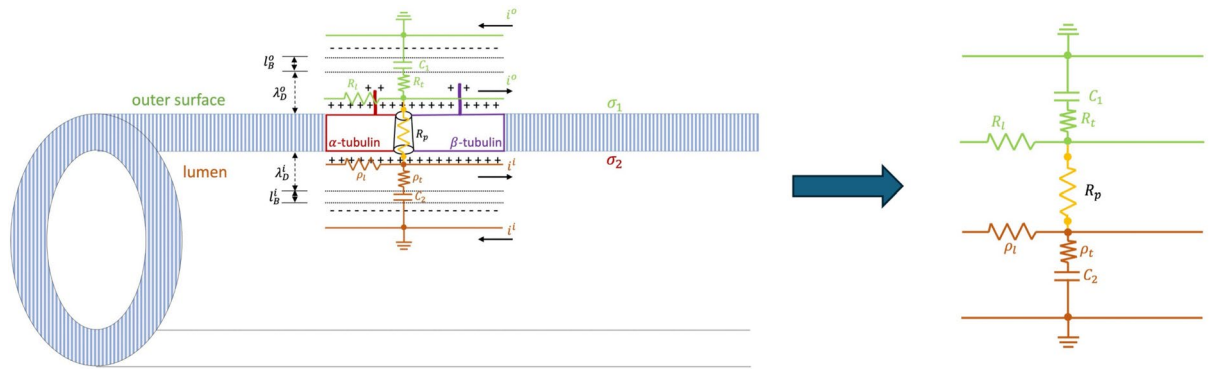 i^o
l_B^o
C_1
λ_D^o
R_l
R_t
i^o
+ +
+ +
outer surface
+ + + + + + + + + + + + + + + + +
σ_1
α-tubulin
R_p
β-tubulin
lumen
+ + + + + + + + + + + + + + + + +
σ_2
λ_D^i
ρ_l
ρ_t
i^i
l_B^i
C_2
i^i
C_1
R_l
R_t
R_p
ρ_l
ρ_t
C_2